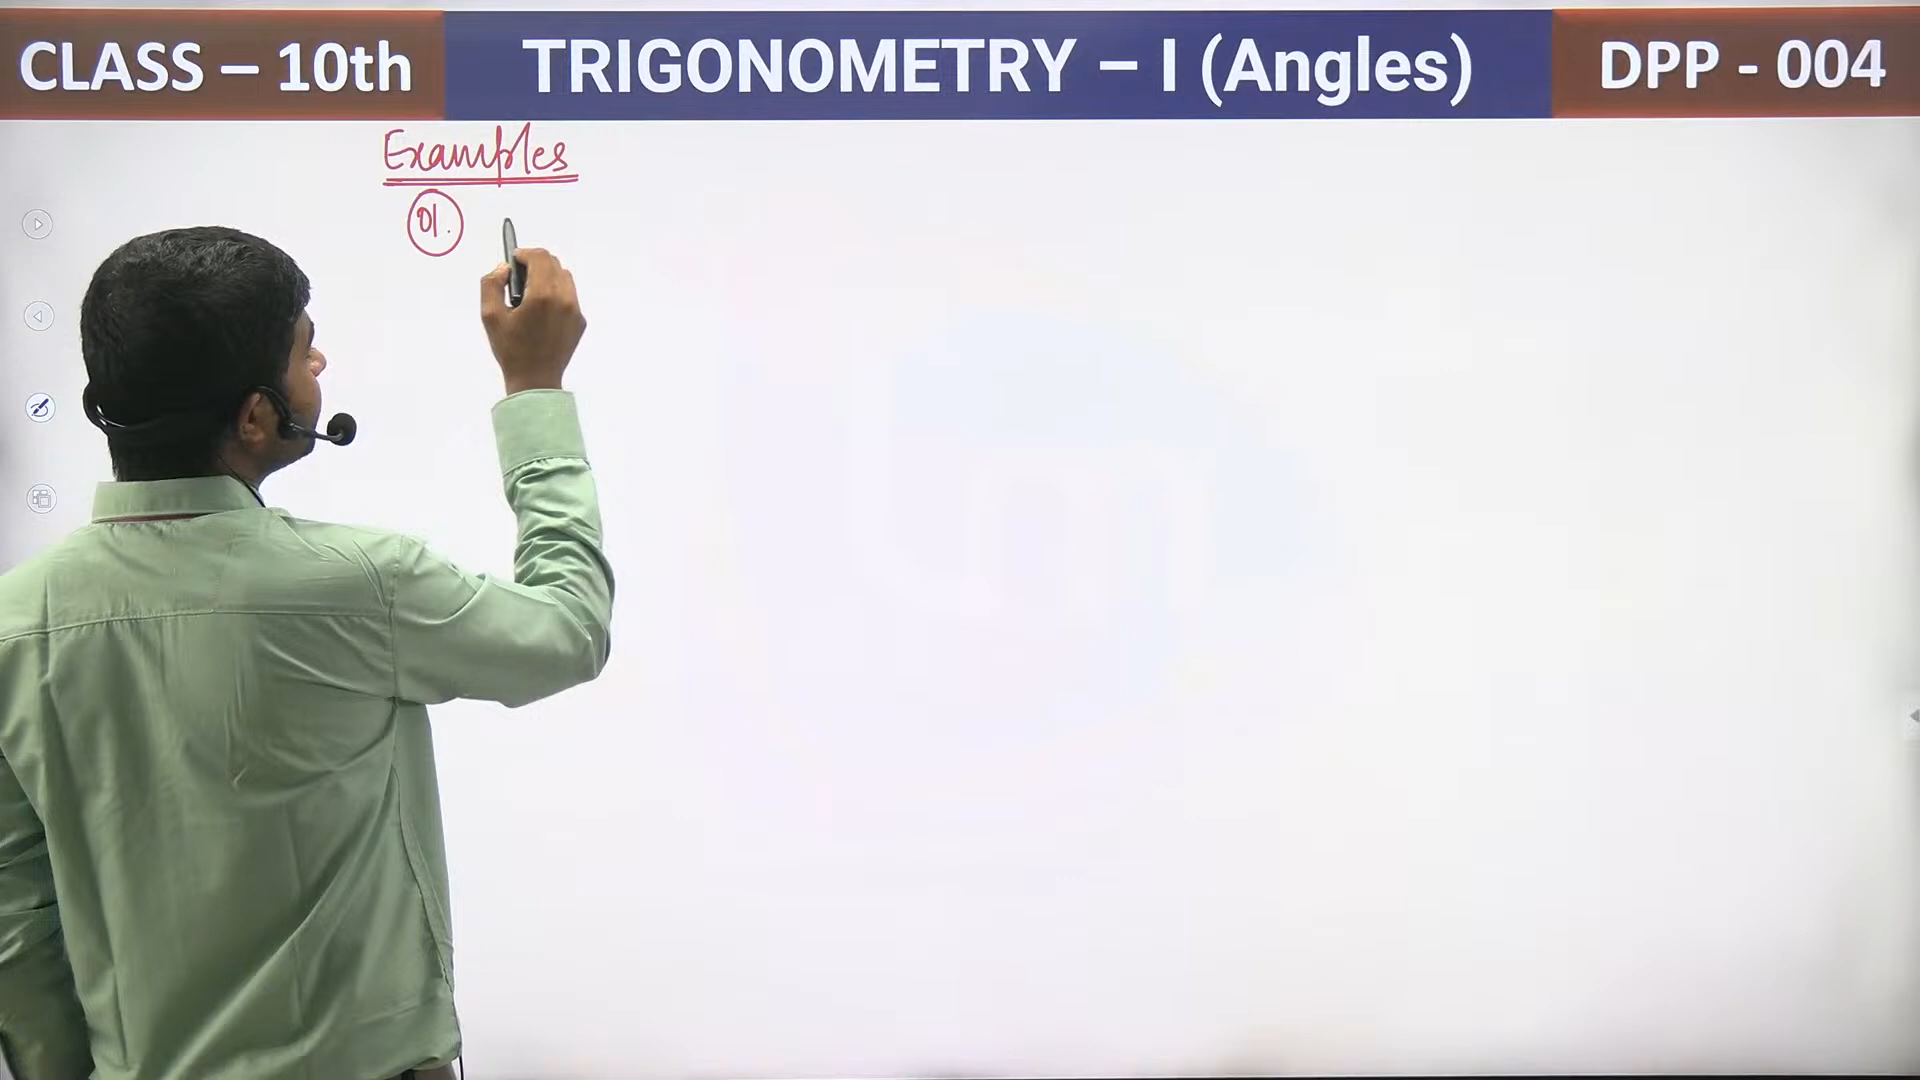 CLASS – 10th
TRIGONOMETRY – I (Angles)
DPP - 004
Examples
01.